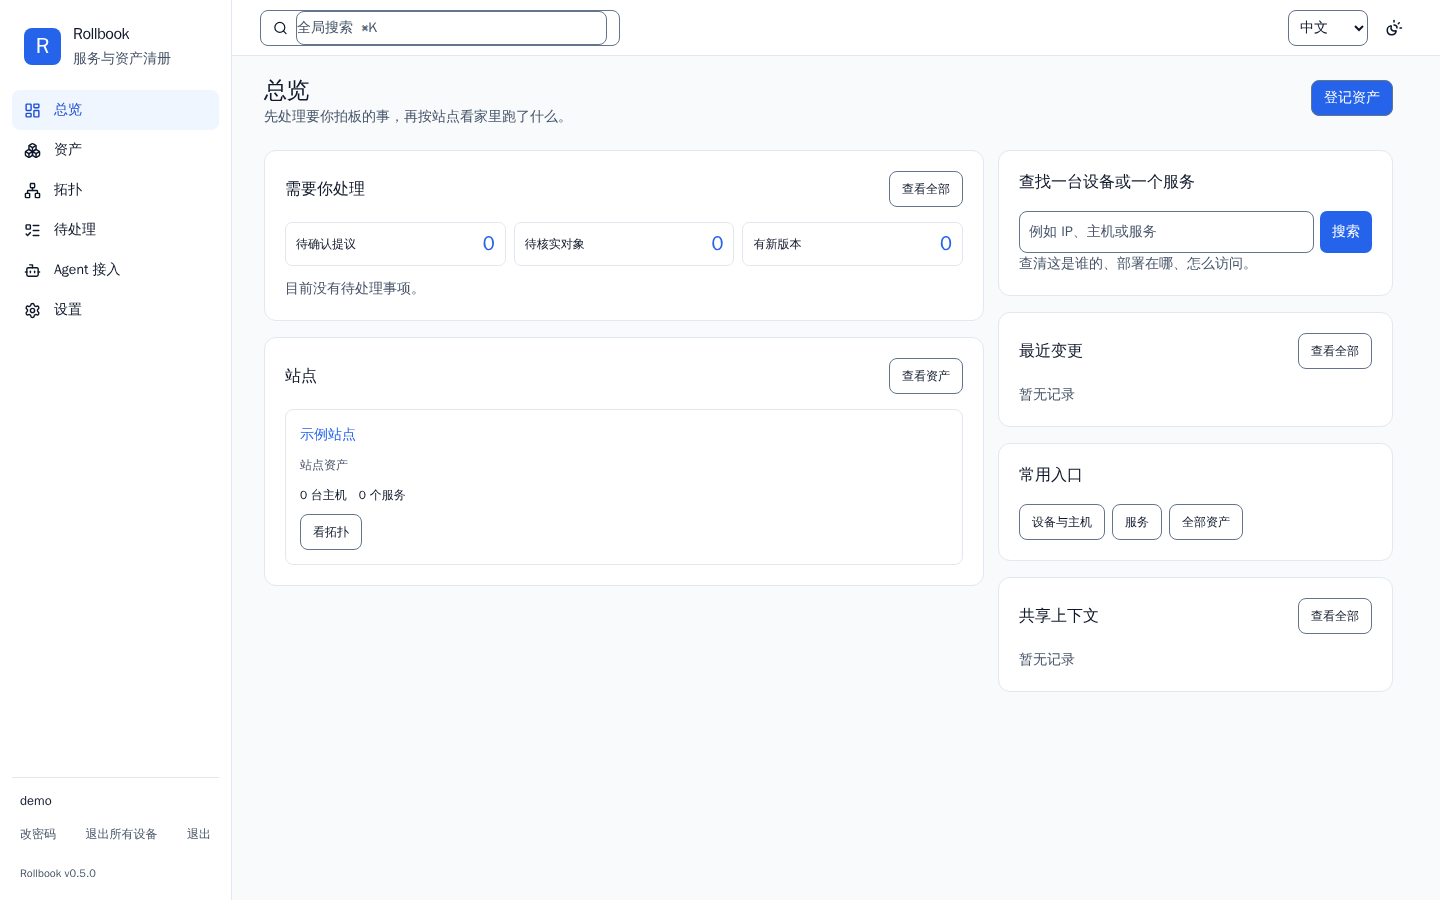 R
Rollbook
服务与资产清册
总览
资产
拓扑
待处理
Agent 接入
设置
demo
改密码 退出所有设备 退出
Rollbook v0.5.0
全局搜索 ⌘K
中文
总览
先处理要你拍板的事，再按站点看家里跑了什么。
登记资产
需要你处理
查看全部
待确认提议 0
待核实对象 0
有新版本 0
目前没有待处理事项。
站点
查看资产
示例站点
站点资产
0 台主机 0 个服务
看拓扑
查找一台设备或一个服务
例如 IP、主机或服务
搜索
查清这是谁的、部署在哪、怎么访问。
最近变更
查看全部
暂无记录
常用入口
设备与主机 服务 全部资产
共享上下文
查看全部
暂无记录